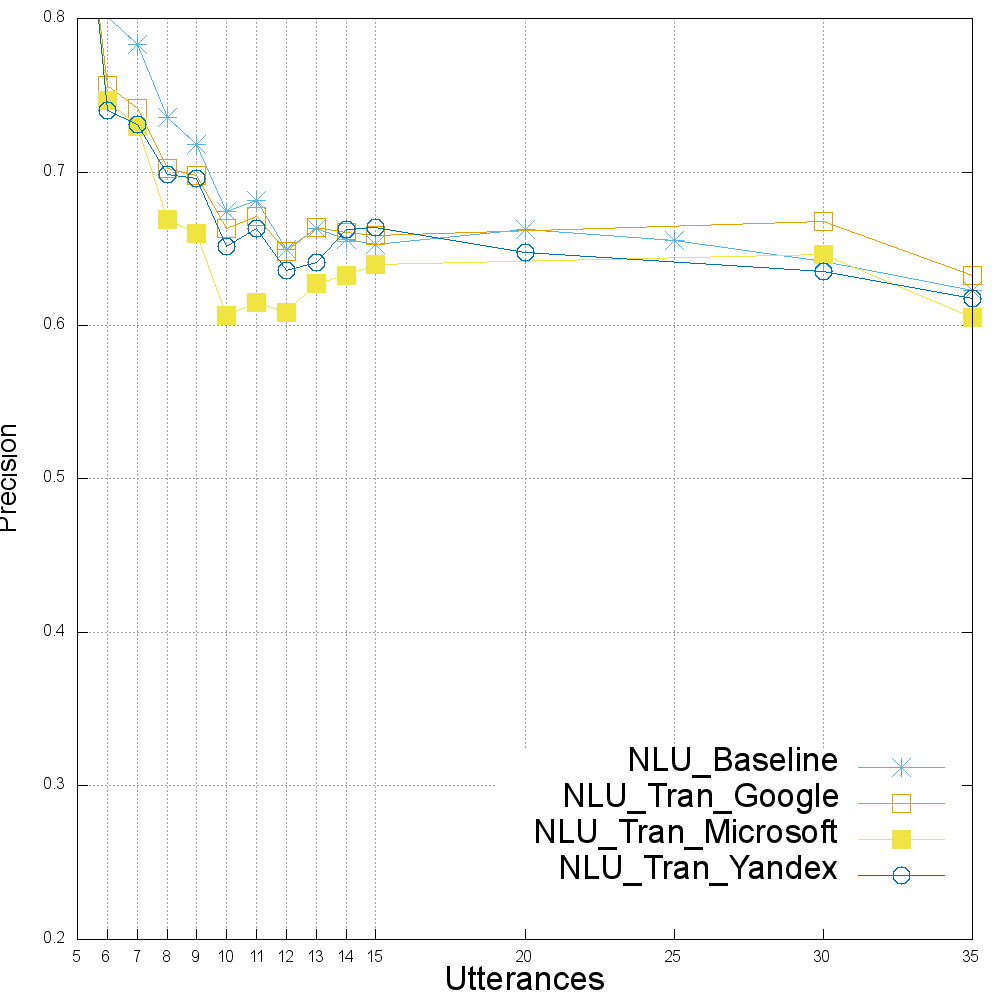 0.8
0.7
0.6
0.5
0.4
0.3
0.2
Precision
NLU_Baseline
NLU_Tran_Google
NLU_Tran_Microsoft
NLU_Tran_Yandex
5 6 7 8 9 10 11 12 13 14 15 20 25 30 35
Utterances